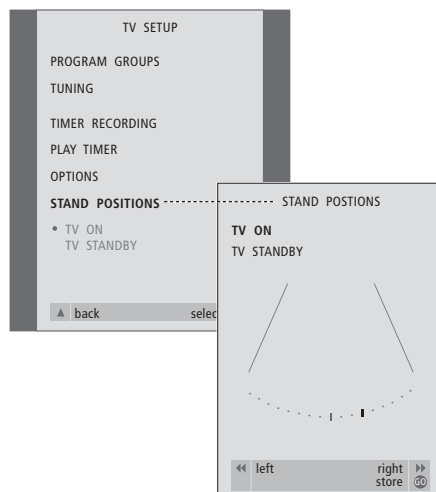 TV SETUP
PROGRAM GROUPS
TUNING
TIMER RECORDING
PLAY TIMER
OPTIONS
STAND POSITIONS
• TV ON
TV STANDBY
▲ back selec
STAND POSTIONS
TV ON
TV STANDBY
left right
store GO